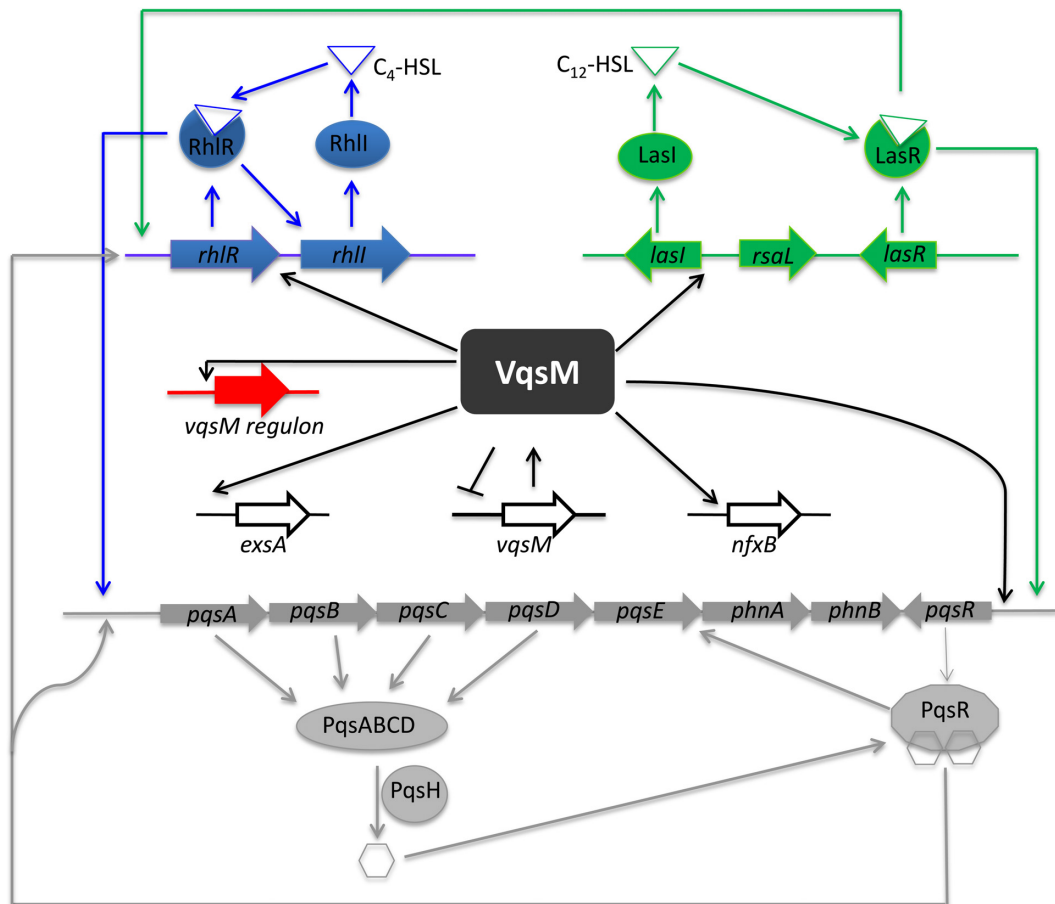 C4-HSL
C12-HSL
RhlR
RhlI
LasI
LasR
rhlR
rhlI
lasI
rsaL
lasR
VqsM
vqsM regulon
exsA
vqsM
nfxB
pqsA
pqsB
pqsC
pqsD
pqsE
phnA
phnB
pqsR
PqsABCD
PqsR
PqsH